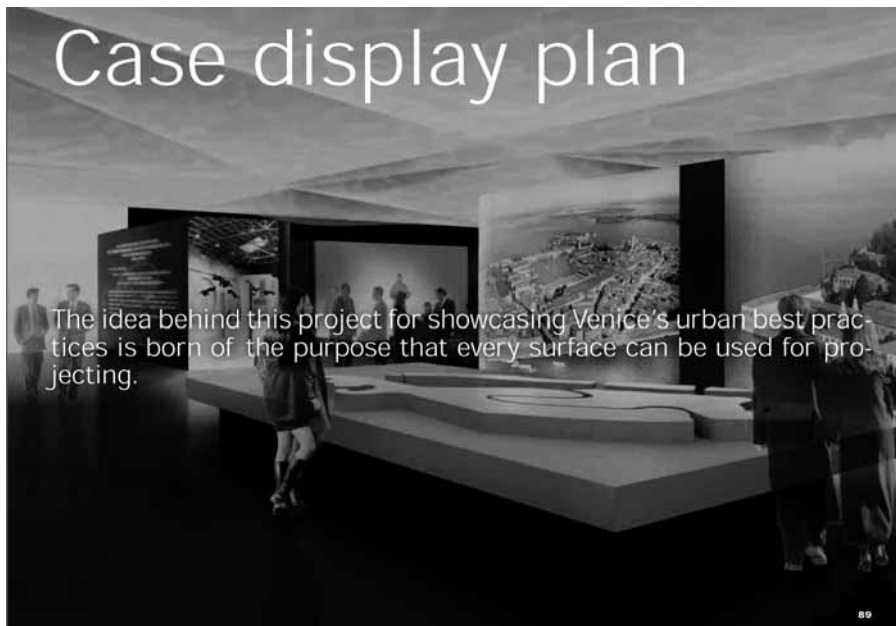 Case display plan
The idea behind this project for showcasing Venice's urban best prac-
tices is born of the purpose that every surface can be used for pro-
jecting.
89